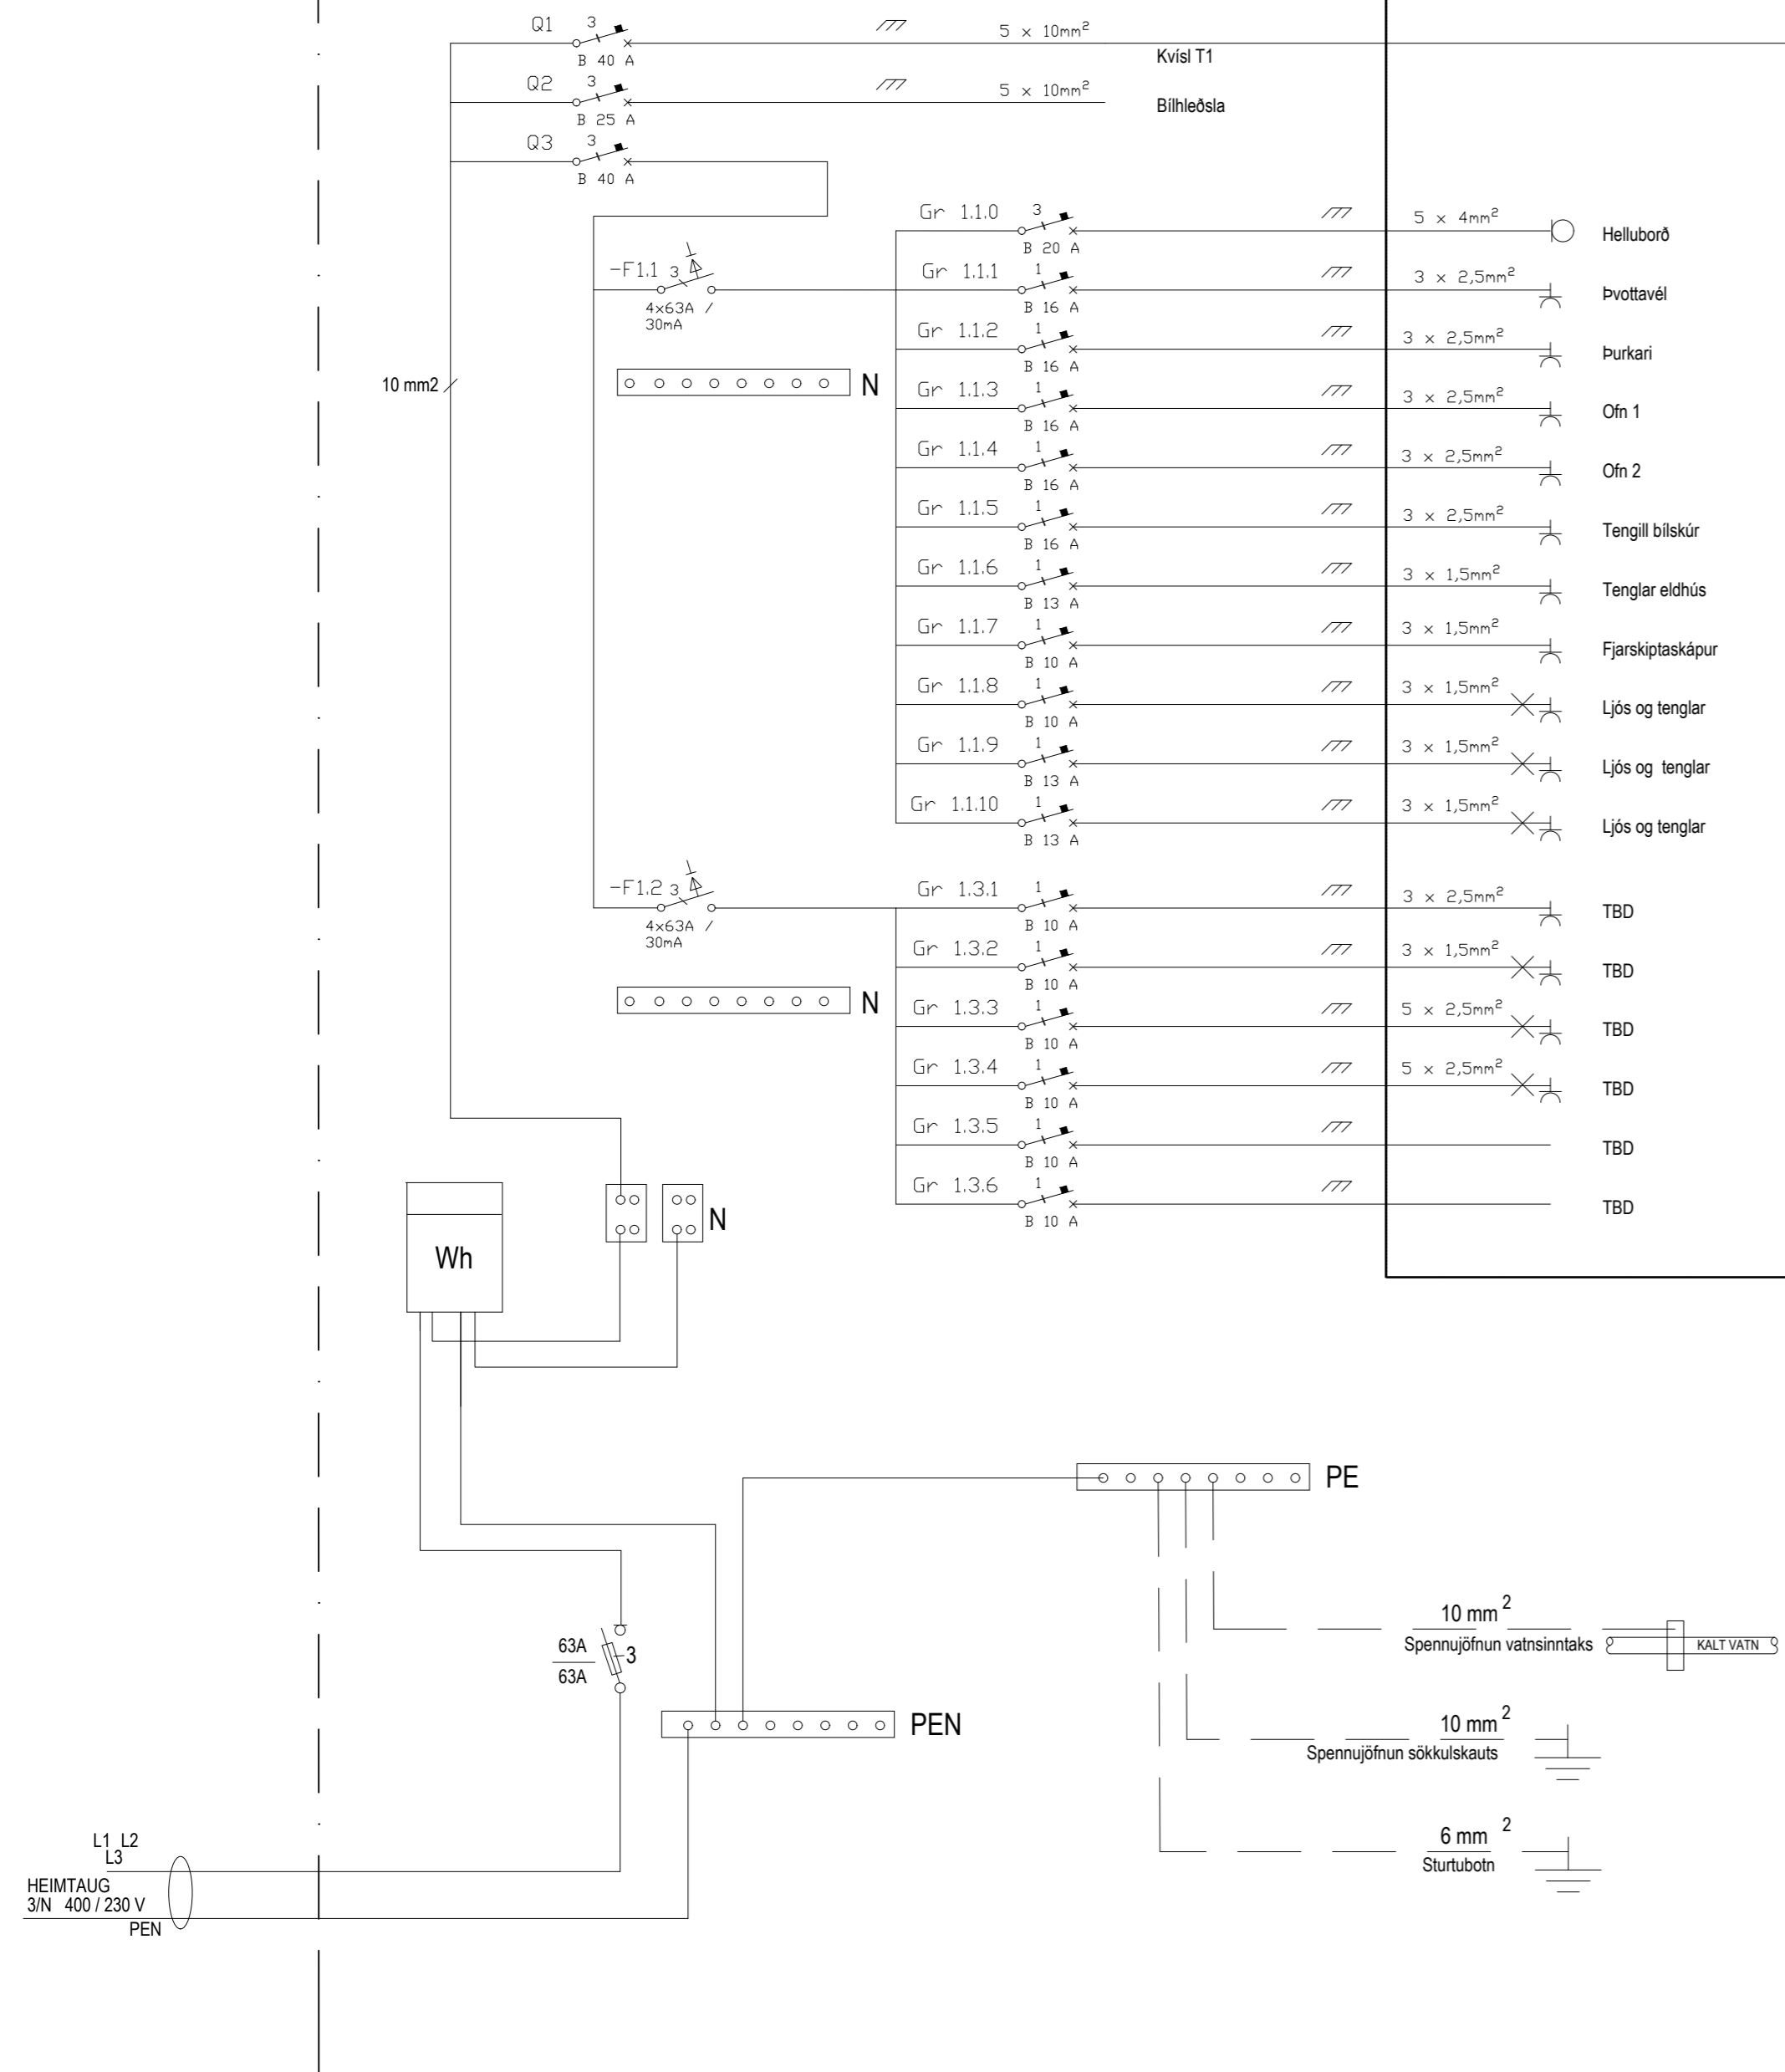 Q1 3 5 × 10mm²
B 40 A Kvísl T1
Q2 3 5 × 10mm²
B 25 A Bílhleðsla
Q3 3
B 40 A
Gr 1.1.0 3 5 × 4mm²
B 20 A Helluborð
-F1.1 3
4x63A /
30mA
Gr 1.1.1 1 3 × 2,5mm²
B 16 A Þvottavél
Gr 1.1.2 1 3 × 2,5mm²
B 16 A Þurkari
10 mm2
N
Gr 1.1.3 1 3 × 2,5mm²
B 16 A Ofn 1
Gr 1.1.4 1 3 × 2,5mm²
B 16 A Ofn 2
Gr 1.1.5 1 3 × 2,5mm²
B 16 A Tengill bílskúr
Gr 1.1.6 1 3 × 1,5mm²
B 13 A Tenglar eldhús
Gr 1.1.7 1 3 × 1,5mm²
B 10 A Fjarskiptaskápur
Gr 1.1.8 1 3 × 1,5mm²
B 10 A Ljós og tenglar
Gr 1.1.9 1 3 × 1,5mm²
B 13 A Ljós og tenglar
Gr 1.1.10 1 3 × 1,5mm²
B 13 A Ljós og tenglar
-F1.2 3
4x63A /
30mA
Gr 1.3.1 1 3 × 2,5mm²
B 10 A TBD
Gr 1.3.2 1 3 × 1,5mm²
B 10 A TBD
N
Gr 1.3.3 1 5 × 2,5mm²
B 10 A TBD
Gr 1.3.4 1 5 × 2,5mm²
B 10 A TBD
Gr 1.3.5 1
B 10 A TBD
Gr 1.3.6 1
B 10 A TBD
N
Wh
PE
10 mm²
Spennujöfnun vatnsinntaks
KALT VATN
63A
63A
3
PEN
10 mm²
Spennujöfnun sökkulskauts
6 mm²
Sturtubotn
L1 L2
L3
HEIMTAUG
3/N 400 / 230 V
PEN